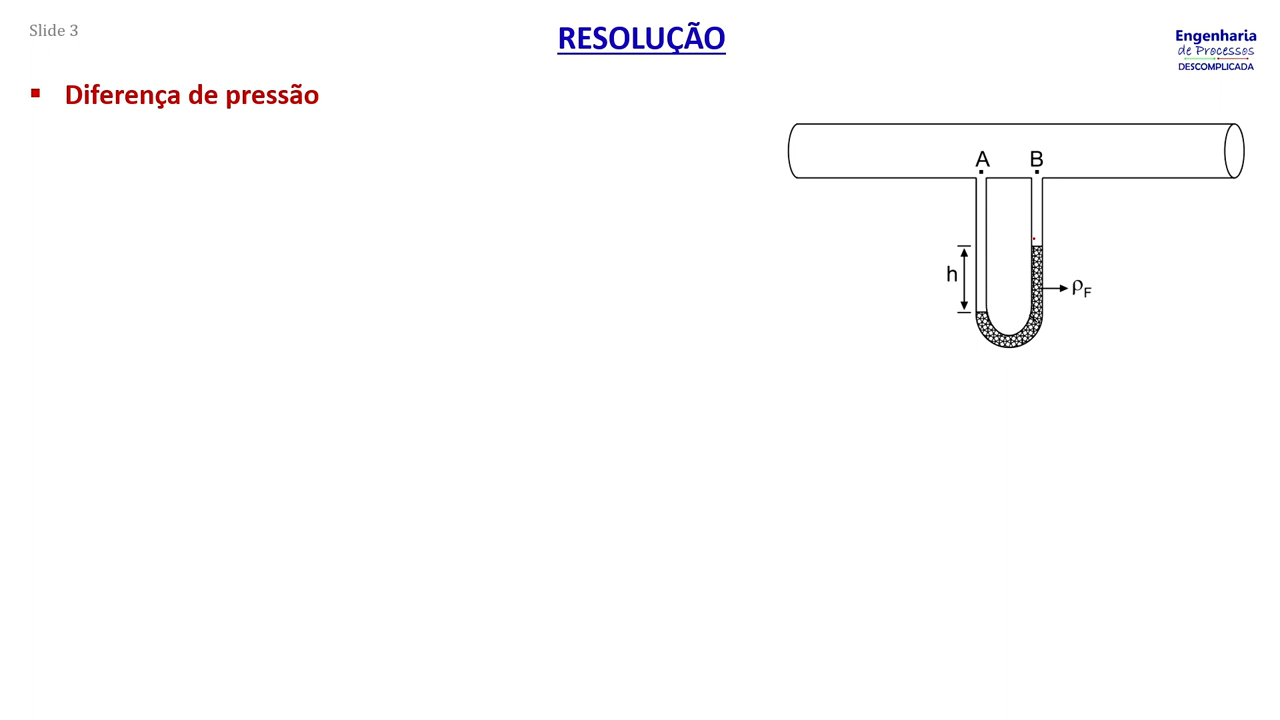 Slide 3
RESOLUÇÃO
Engenharia
de Processos
DESCOMPLICADA
▪ Diferença de pressão
A B
h
ρF